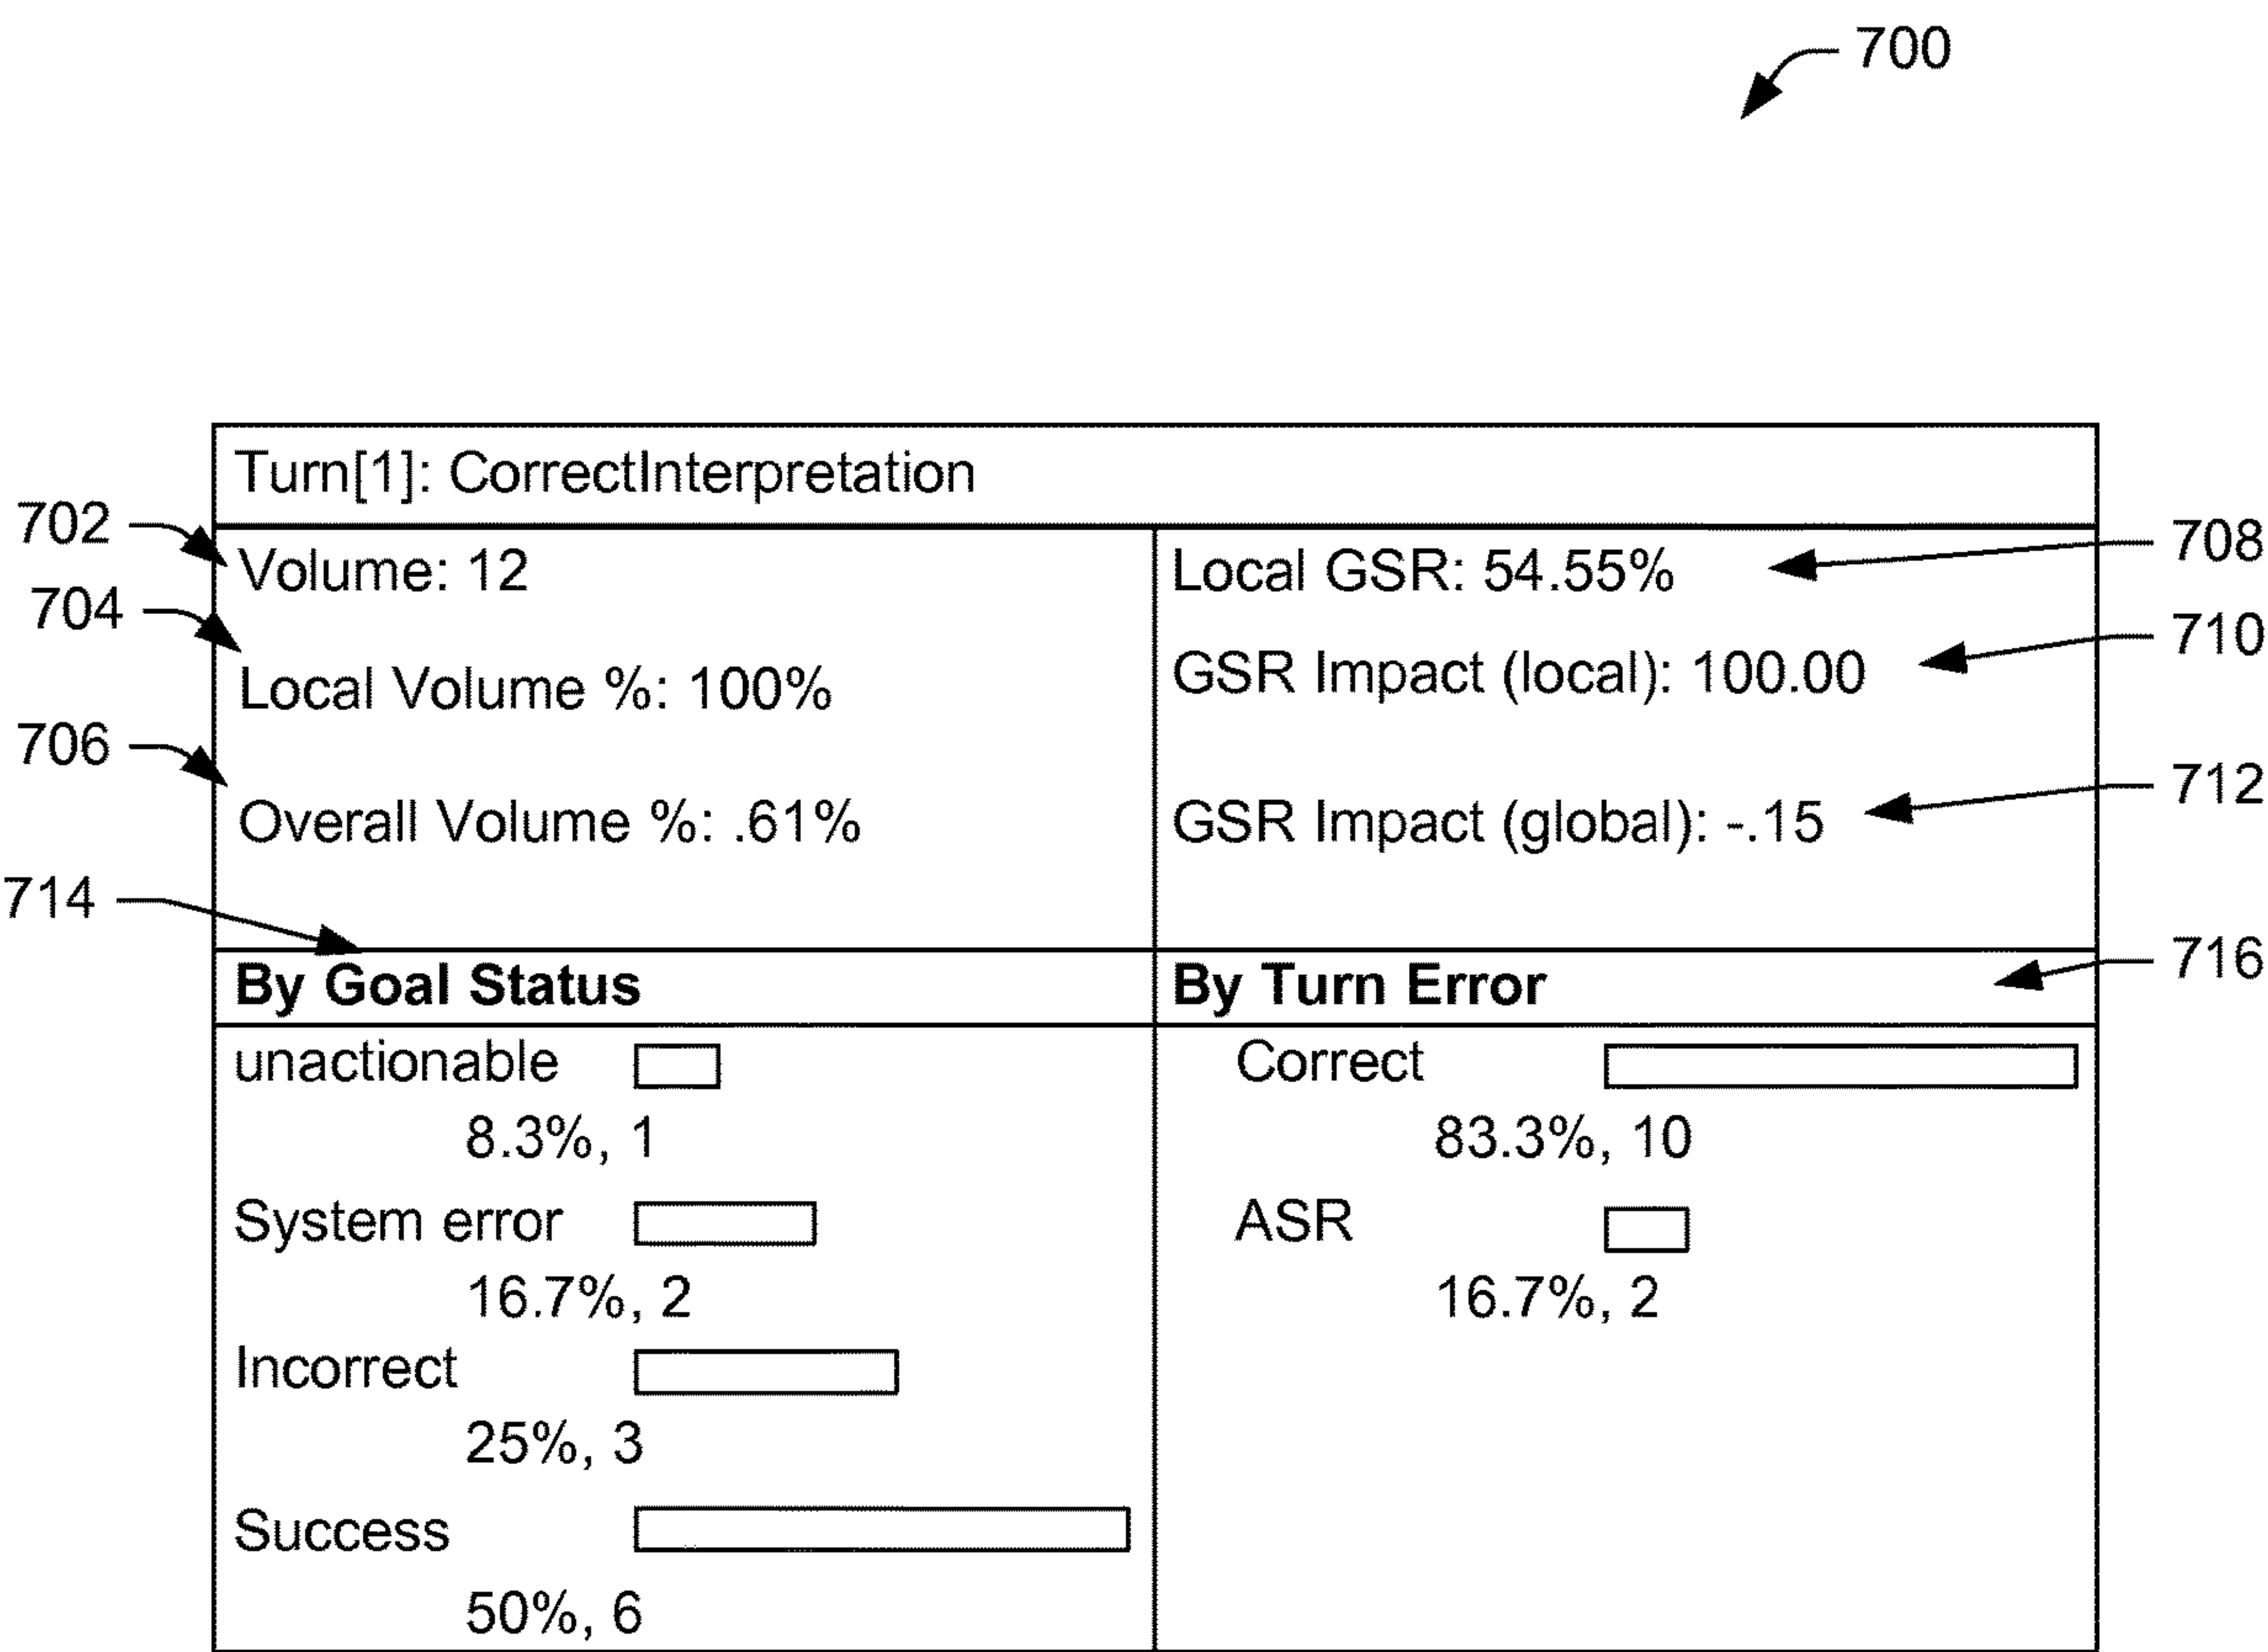 700
Turn[1]: CorrectInterpretation
702
Volume: 12
Local GSR: 54.55%
708
704
Local Volume %: 100%
GSR Impact (local): 100.00
710
706
Overall Volume %: .61%
GSR Impact (global): -.15
712
714
By Goal Status
By Turn Error
716
unactionable
8.3%, 1
System error
16.7%, 2
Incorrect
25%, 3
Success
50%, 6
Correct
83.3%, 10
ASR
16.7%, 2